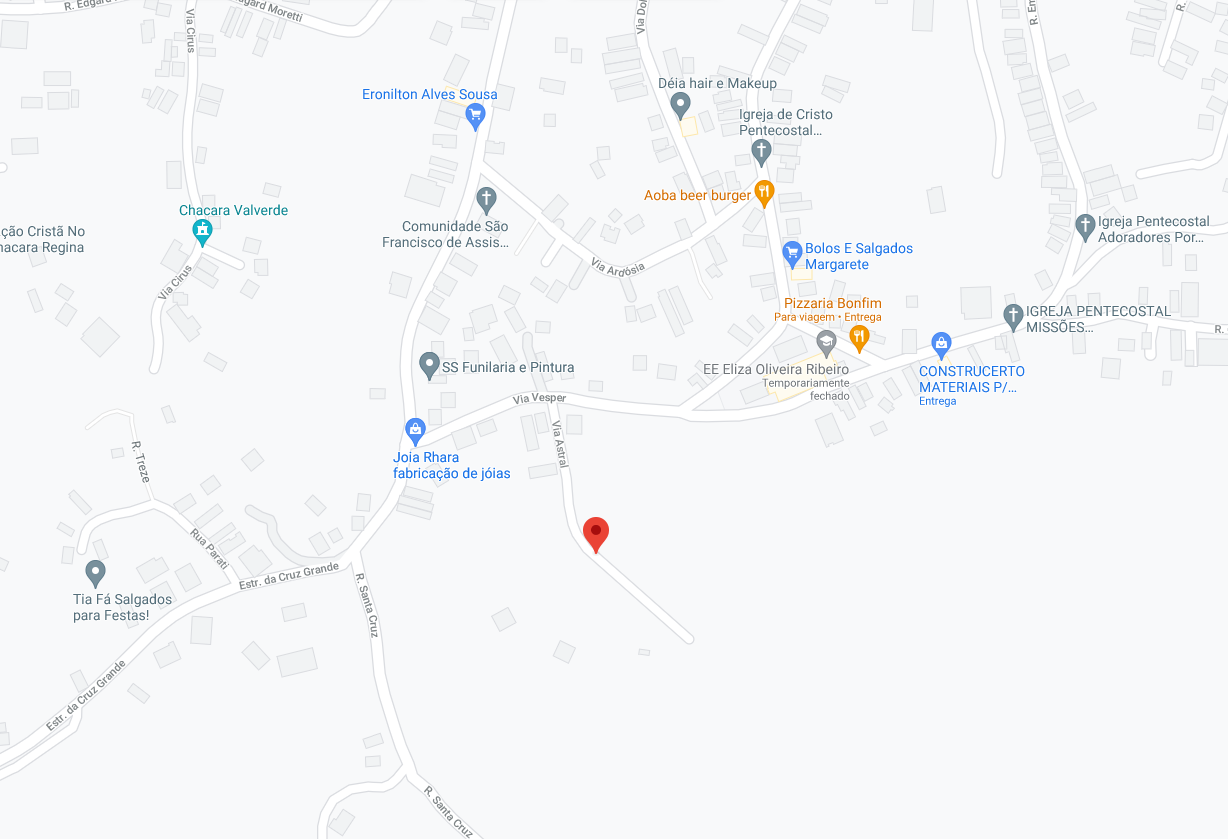 R. Edgard
Edgard Moretti
Via Cirus
R. Em
R.
Déia hair e Makeup
Eronilton Alves Sousa
Igreja de Cristo
Pentecostal...
Aoba beer burger
Chacara Valverde
Comunidade São
Francisco de Assis...
ção Cristã No
hacara Regina
Igreja Pentecostal
Adoradores Por...
Bolos E Salgados
Margarete
Via Ardósia
Via Cirus
Pizzaria Bonfim
Para viagem • Entrega
IGREJA PENTECOSTAL
MISSÕES...
R.
SS Funilaria e Pintura
EE Eliza Oliveira Ribeiro
Temporariamente
fechado
CONSTRUCERTO
MATERIAIS P/...
Entrega
Via Vesper
Via Astral
Joia Rhara
fabricação de jóias
R. Treze
Rua Parati
Estr. da Cruz Grande
Tia Fá Salgados
para Festas!
R. Santa Cruz
Estr. da Cruz Grande
R. Santa Cruz